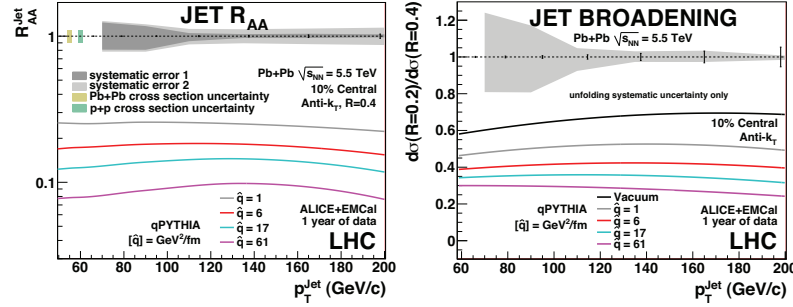 JET R_AA
R_AA^Jet
1
0.1
systematic error 1
systematic error 2
Pb+Pb cross section uncertainty
p+p cross section uncertainty
Pb+Pb √s_NN = 5.5 TeV
10% Central
Anti-k_T, R=0.4
q̂ = 1
q̂ = 6
q̂ = 17
q̂ = 61
qPYTHIA
[q̂] = GeV²/fm
ALICE+EMCal
1 year of data
LHC
60 80 100 120 140 160 180 200
p_T^Jet (GeV/c)
JET BROADENING
dσ(R=0.2)/dσ(R=0.4)
1.2
1
0.8
0.6
0.4
0.2
0
Pb+Pb √s_NN = 5.5 TeV
unfolding systematic uncertainty only
10% Central
Anti-k_T
Vacuum
q̂ = 1
q̂ = 6
q̂ = 17
q̂ = 61
qPYTHIA
[q̂] = GeV²/fm
ALICE+EMCal
1 year of data
LHC
60 80 100 120 140 160 180 200
p_T^Jet (GeV/c)